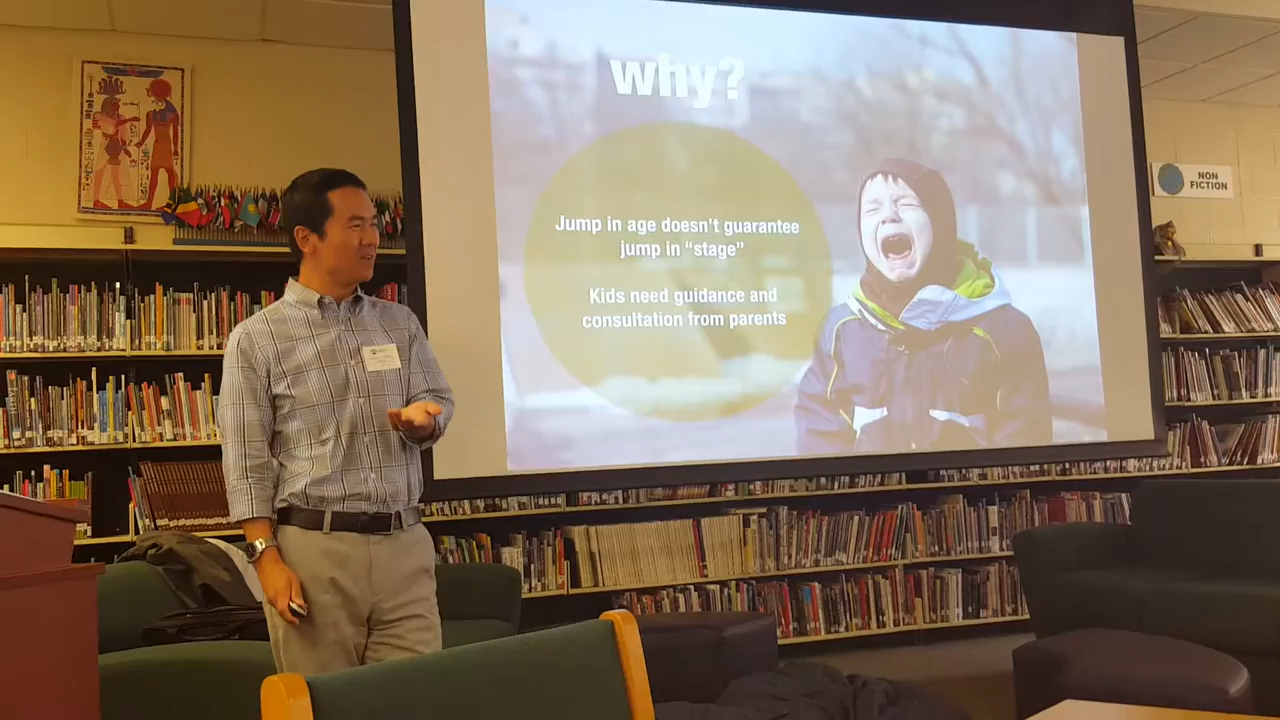 why?
Jump in age doesn't guarantee
jump in "stage"
Kids need guidance and
consultation from parents
NON
FICTION